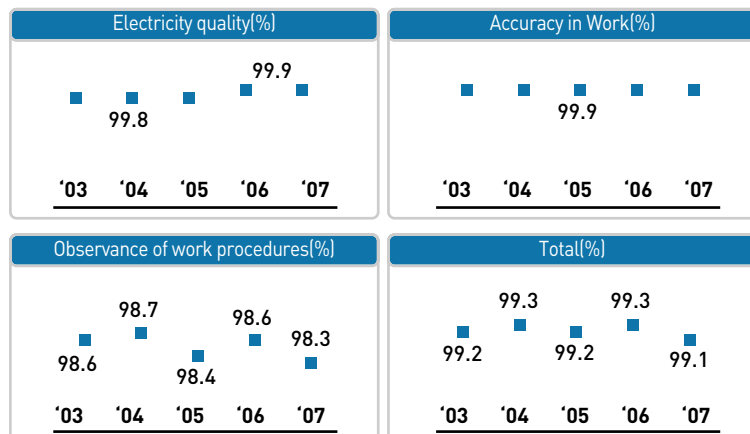 Electricity quality(%)
99.9
99.8
‘03 ‘04 ‘05 ‘06 ‘07
Accuracy in Work(%)
99.9
‘03 ‘04 ‘05 ‘06 ‘07
Observance of work procedures(%)
98.7
98.6
98.3
98.6
98.4
‘03 ‘04 ‘05 ‘06 ‘07
Total(%)
99.3 99.3
99.2 99.2 99.1
‘03 ‘04 ‘05 ‘06 ‘07